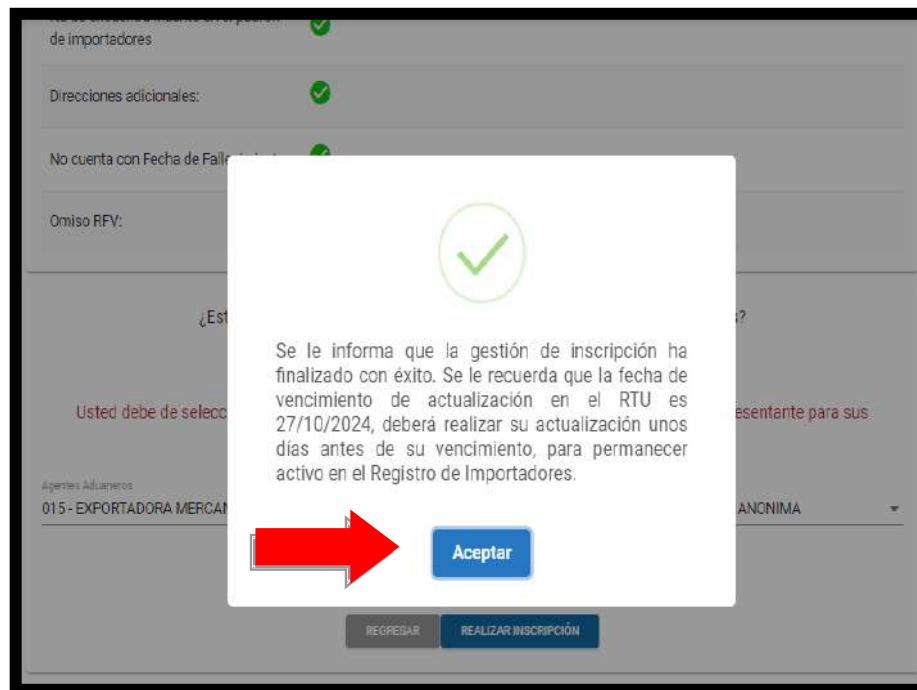 de importadores
Direcciones adicionales:
No cuenta con Fecha de
Omiso RFV:
¿Est
?
Se le informa que la gestión de inscripción ha
finalizado con éxito. Se le recuerda que la fecha de
vencimiento de actualización en el RTU es
27/10/2024, deberá realizar su actualización unos
días antes de su vencimiento, para permanecer
activo en el Registro de Importadores.
Usted debe de selecc
esentante para sus
Agentes Aduaneros
015 - EXPORTADORA MERCAN
ANONIMA
Aceptar
REGRESAR
REALIZAR INSCRIPCIÓN